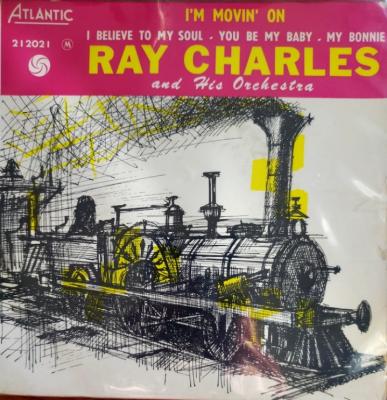 ATLANTIC
212021 M
I'M MOVIN' ON
I BELIEVE TO MY SOUL - YOU BE MY BABY - MY BONNIE
RAY CHARLES
and His Orchestra